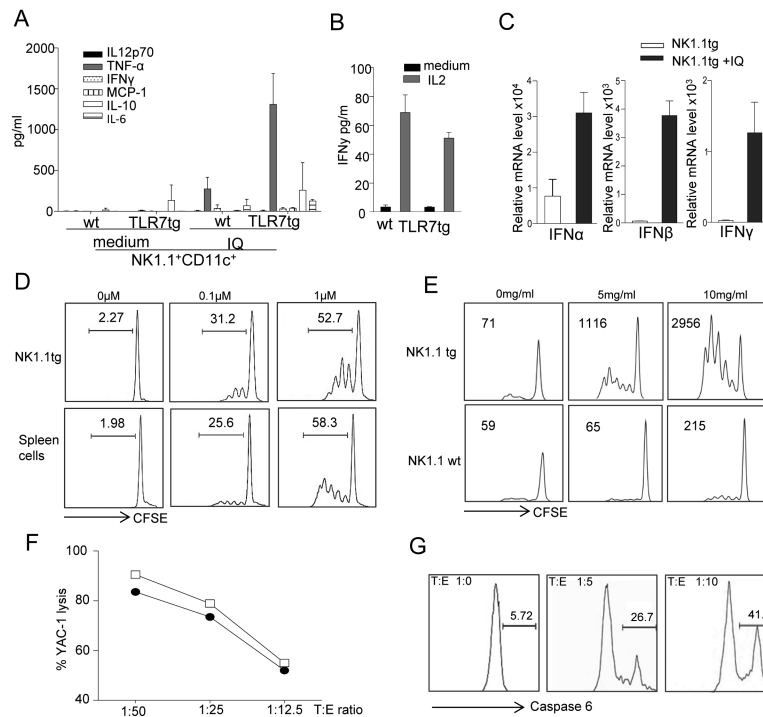 A
2000
1500
1000
500
0
pg/ml
IL12p70
TNF-α
IFNγ
MCP-1
IL-10
IL-6
wt TLR7tg wt TLR7tg
medium IQ
NK1.1+CD11c+
B
medium
IL2
100
80
60
40
20
0
IFNγ pg/m
wt TLR7tg
C
NK1.1tg
NK1.1tg +IQ
Relative mRNA level x10⁴
4
3
2
1
0
IFNα
Relative mRNA level x10³
5
4
3
2
1
0
IFNβ
Relative mRNA level x10³
2
1
0
IFNγ
D
0µM 0.1µM 1µM
NK1.1tg
2.27 31.2 52.7
Spleen
cells
1.98 25.6 58.3
CFSE
E
0mg/ml 5mg/ml 10mg/ml
NK1.1 tg
71 1116 2956
NK1.1 wt
59 65 215
CFSE
F
100
80
60
40
% YAC-1 lysis
1:50 1:25 1:12.5 T:E ratio
G
T:E 1:0 T:E 1:5 T:E 1:10
5.72 26.7 41.
Caspase 6